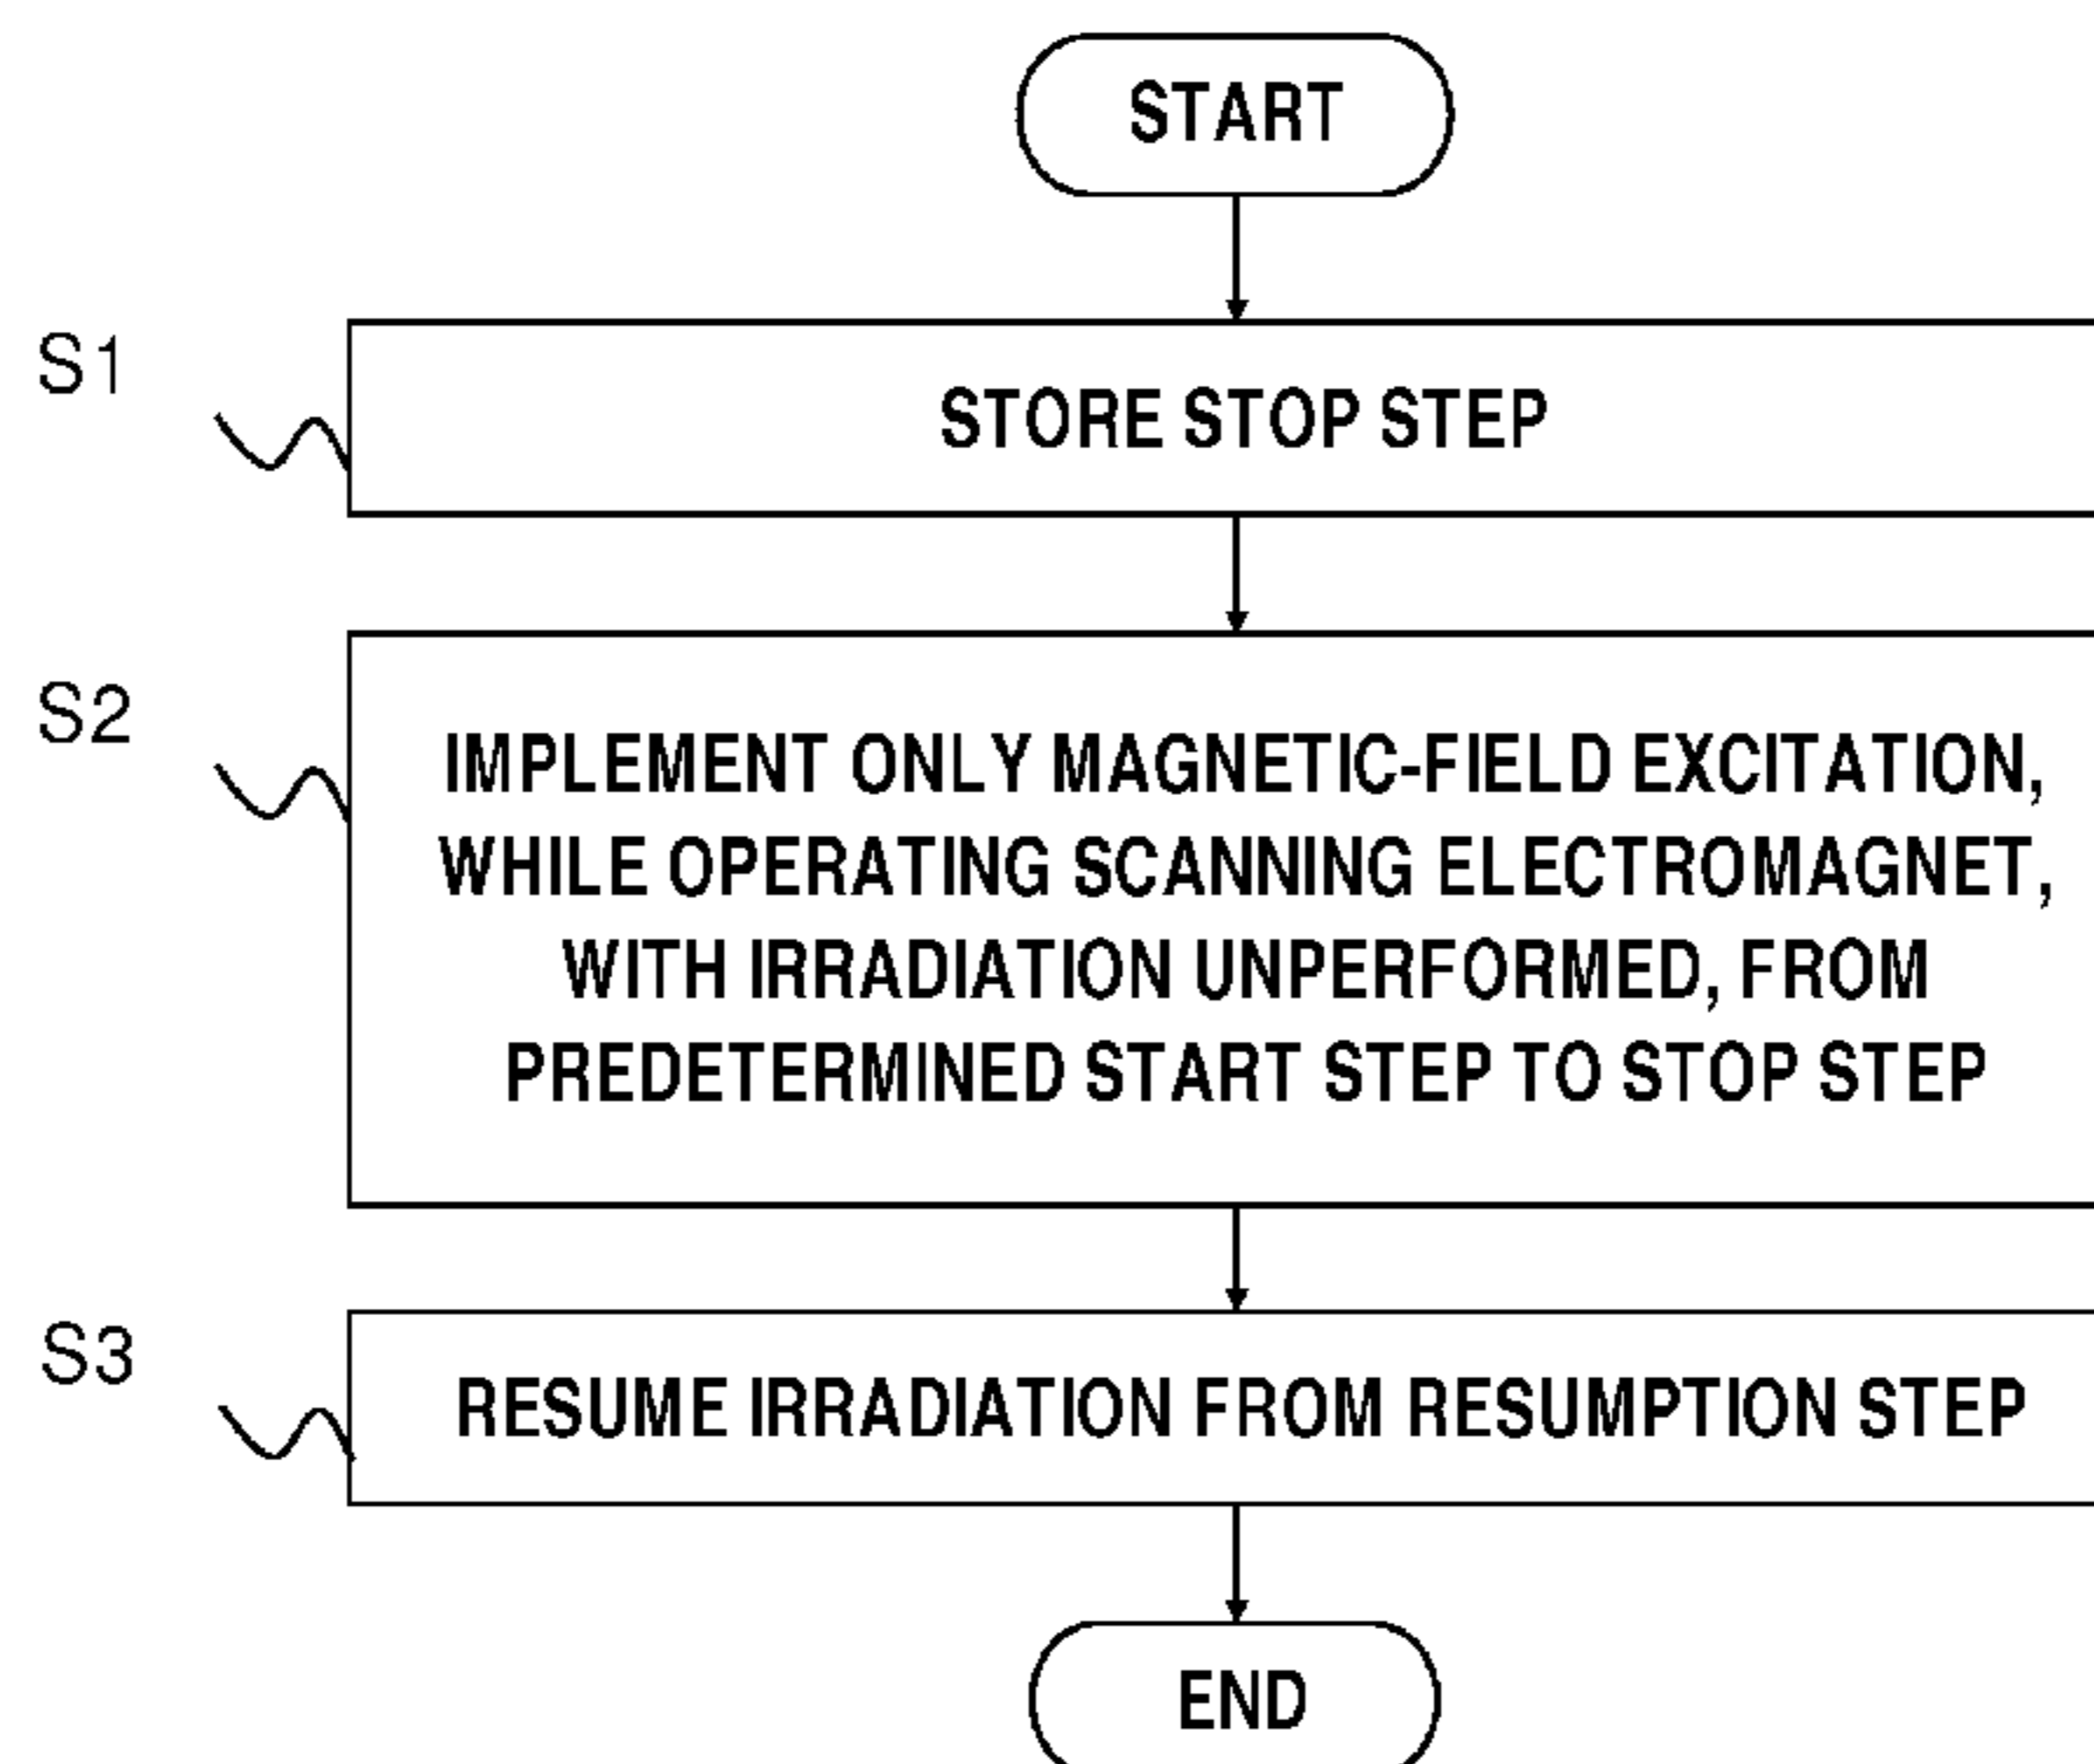 START
S1
STORE STOP STEP
S2
IMPLEMENT ONLY MAGNETIC-FIELD EXCITATION,
WHILE OPERATING SCANNING ELECTROMAGNET,
WITH IRRADIATION UNPERFORMED, FROM
PREDETERMINED START STEP TO STOP STEP
S3
RESUME IRRADIATION FROM RESUMPTION STEP
END